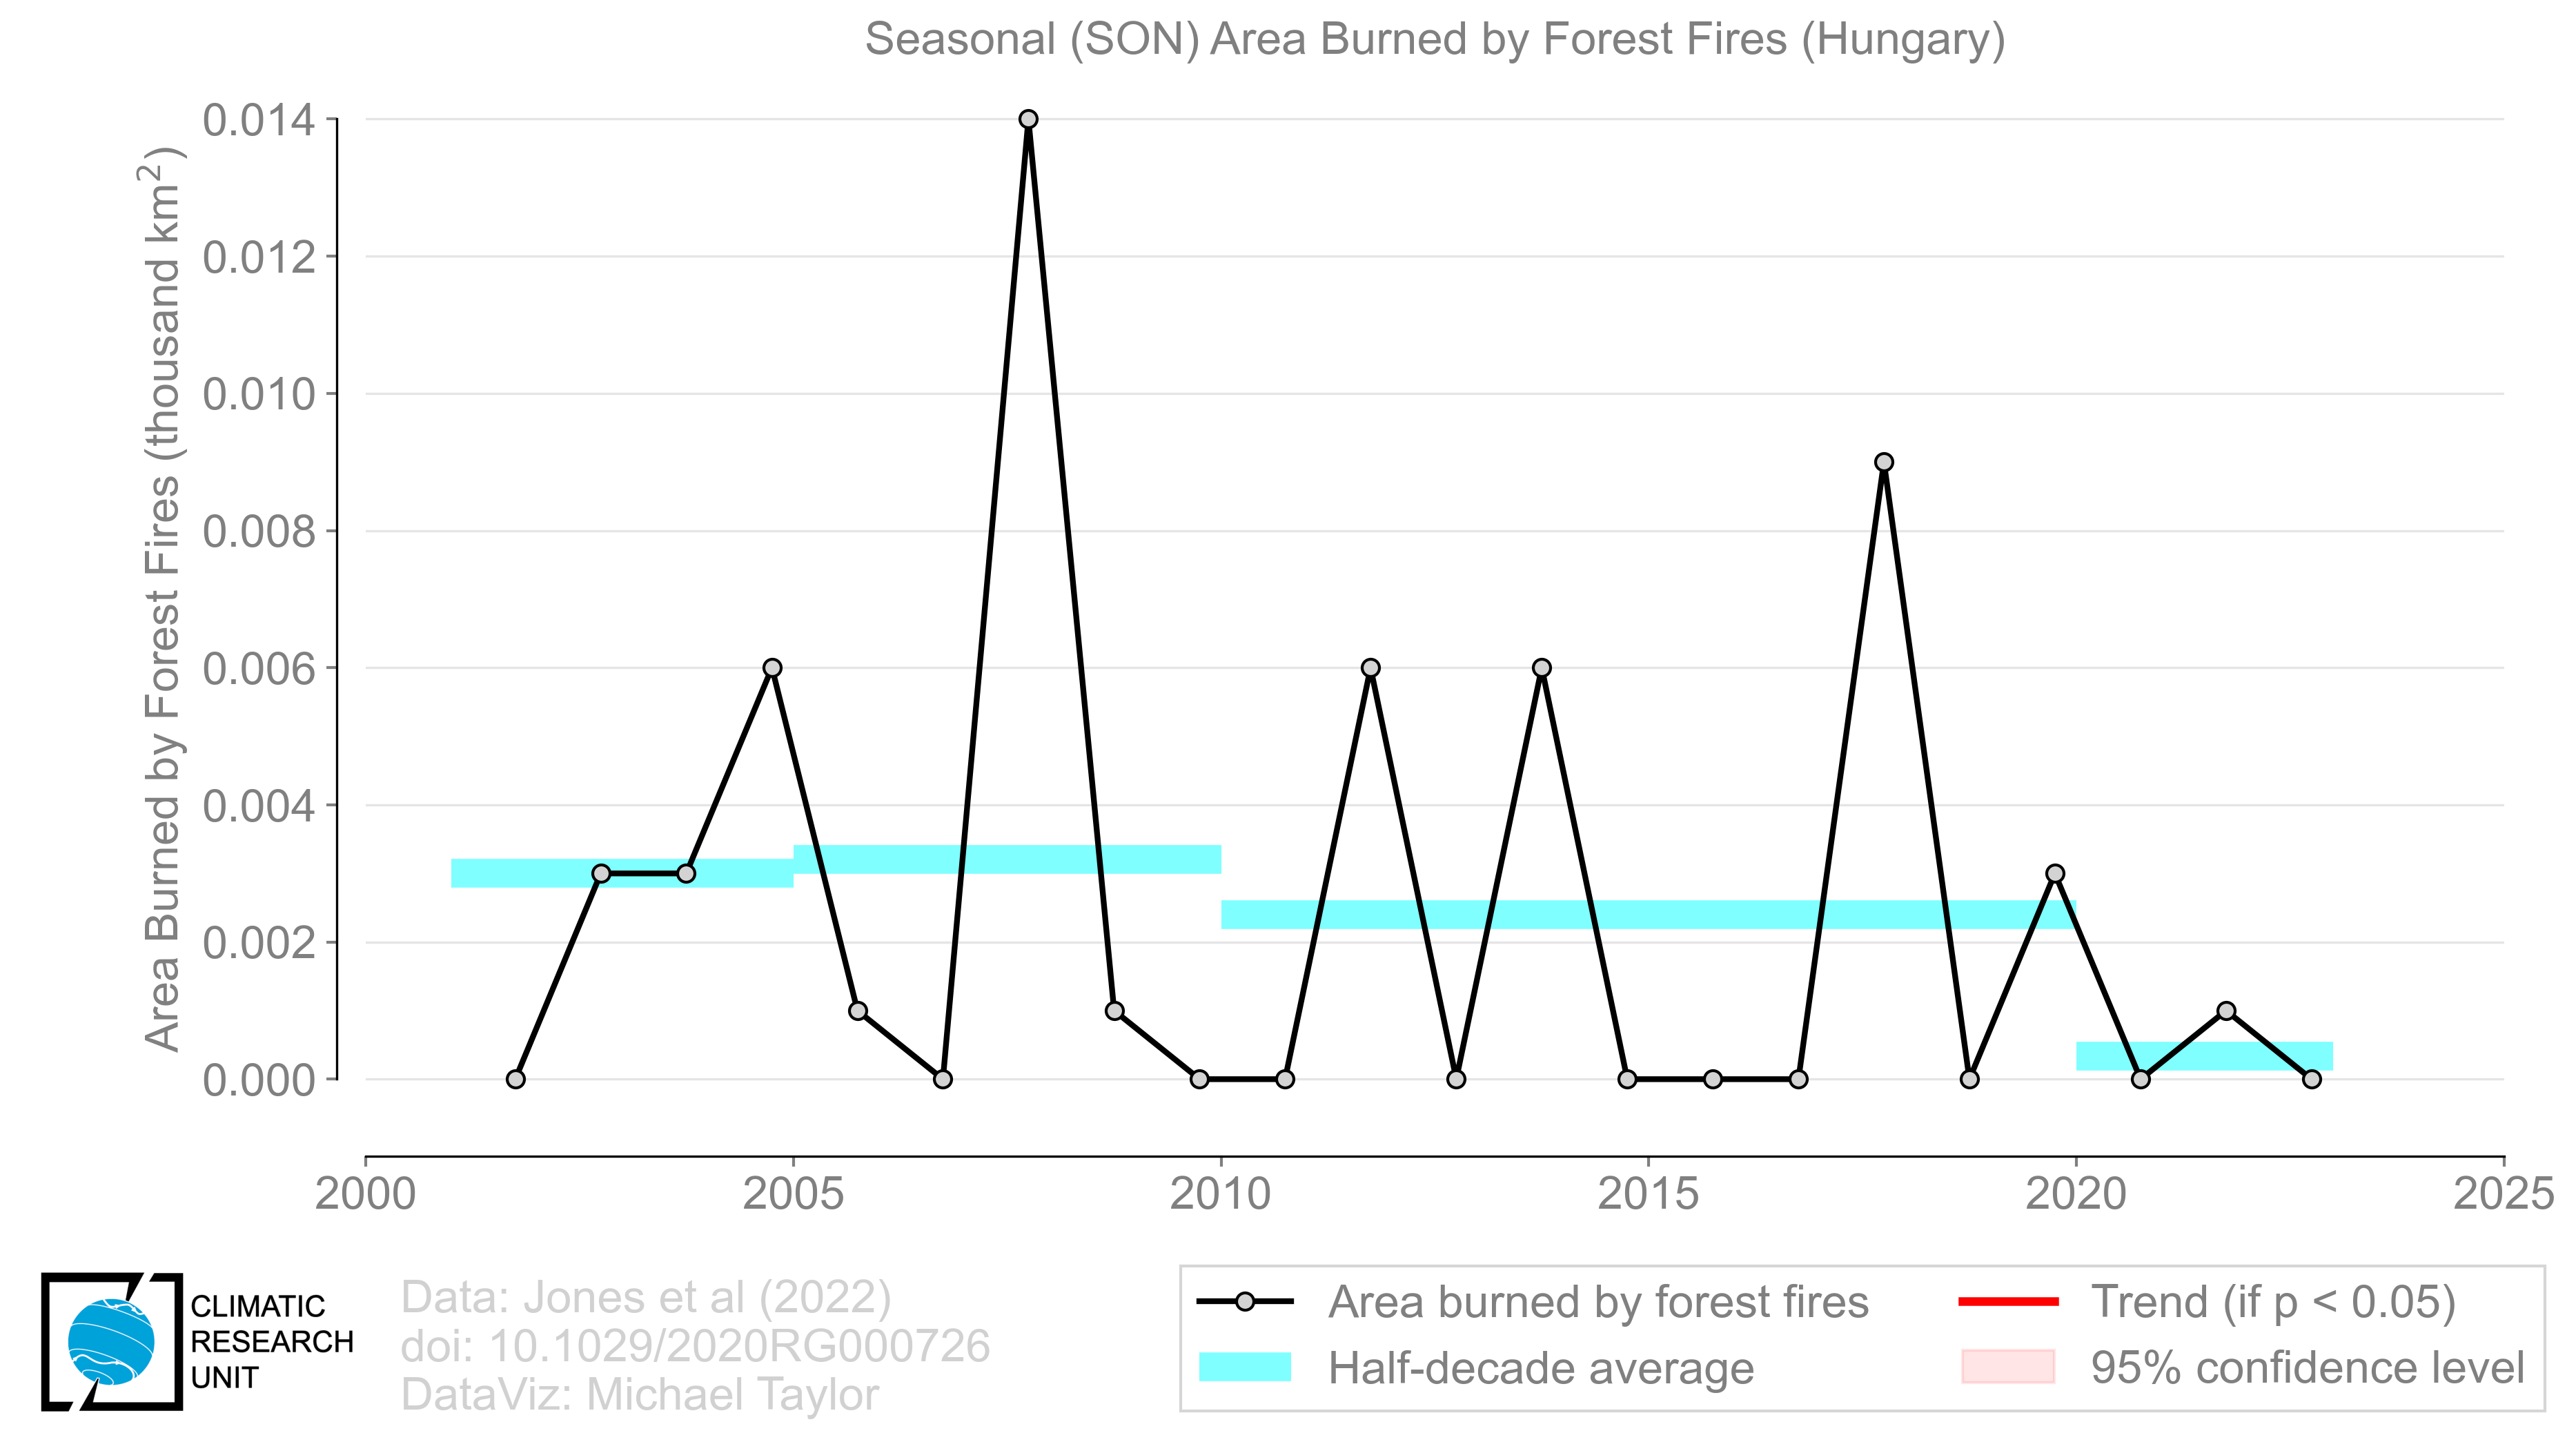 Seasonal (SON) Area Burned by Forest Fires (Hungary)
Area Burned by Forest Fires (thousand km²)
0.014
0.012
0.010
0.008
0.006
0.004
0.002
0.000
2000
2005
2010
2015
2020
2025
CLIMATIC
RESEARCH
UNIT
Data: Jones et al (2022)
doi: 10.1029/2020RG000726
DataViz: Michael Taylor
Area burned by forest fires
Half-decade average
Trend (if p < 0.05)
95% confidence level